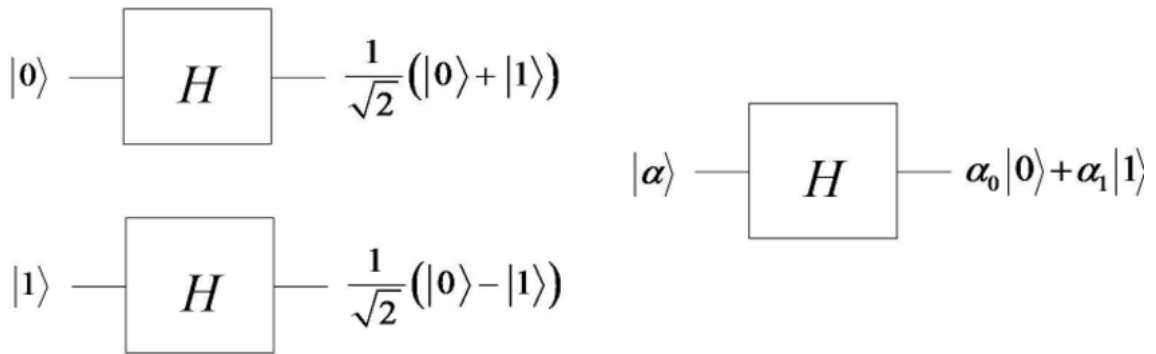 |0⟩ H 1/√2 (|0⟩ + |1⟩)
|α⟩ H α₀|0⟩ + α₁|1⟩
|1⟩ H 1/√2 (|0⟩ − |1⟩)